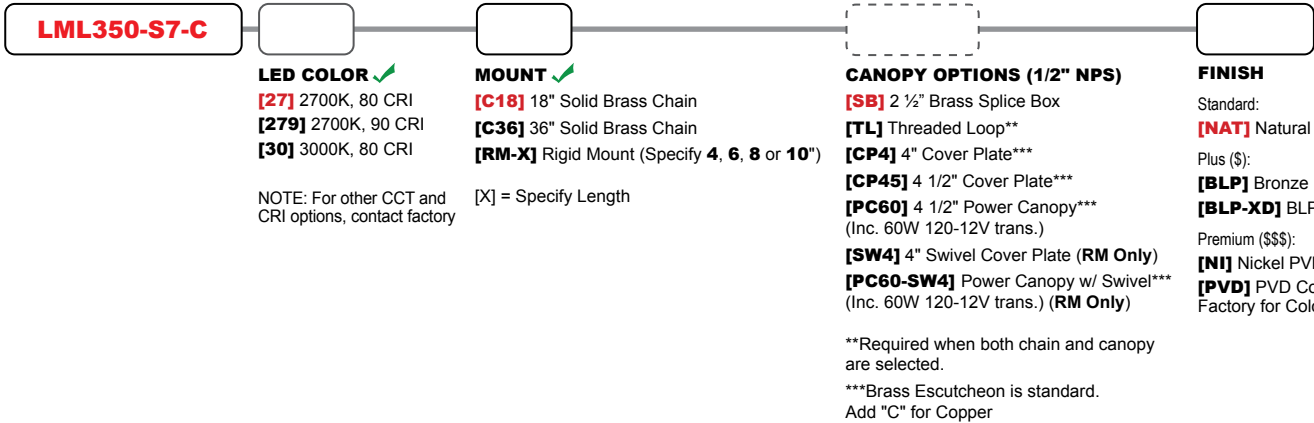 LML350-S7-C
LED COLOR
[27] 2700K, 80 CRI
[279] 2700K, 90 CRI
[30] 3000K, 80 CRI
NOTE: For other CCT and
CRI options, contact factory
MOUNT
[C18] 18" Solid Brass Chain
[C36] 36" Solid Brass Chain
[RM-X] Rigid Mount (Specify 4, 6, 8 or 10")
[X] = Specify Length
CANOPY OPTIONS (1/2" NPS)
[SB] 2 ½” Brass Splice Box
[TL] Threaded Loop**
[CP4] 4" Cover Plate***
[CP45] 4 1/2" Cover Plate***
[PC60] 4 1/2" Power Canopy***
(Inc. 60W 120-12V trans.)
[SW4] 4" Swivel Cover Plate (RM Only)
[PC60-SW4] Power Canopy w/ Swivel***
(Inc. 60W 120-12V trans.) (RM Only)
**Required when both chain and canopy
are selected.
***Brass Escutcheon is standard.
Add "C" for Copper
FINISH
Standard:
[NAT] Natural
Plus ($):
[BLP] Bronze
[BLP-XD]
Premium ($$$):
[NI] Nickel
[PVD] PVD
Factory for